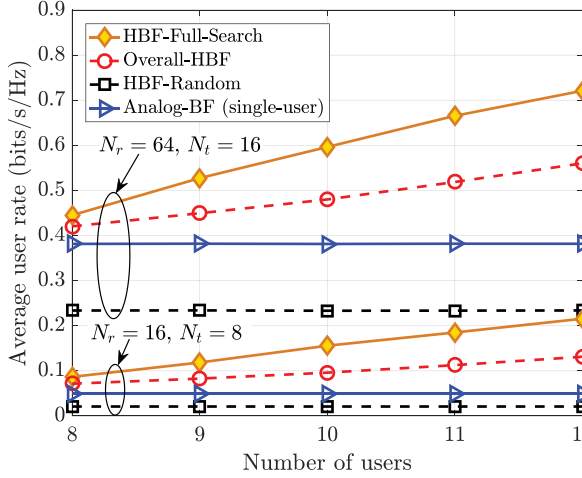 0.9
HBF-Full-Search
Overall-HBF
HBF-Random
Analog-BF (single-user)
0.8
0.7
0.6
0.5
0.4
0.3
0.2
0.1
0
N_r = 64, N_t = 16
N_r = 16, N_t = 8
8
9
10
11
1
Average user rate (bits/s/Hz)
Number of users